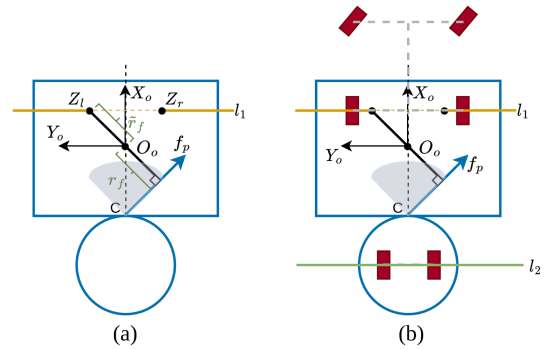 X_o
Z_l
Z_r
l_1
r̃_f
Y_o
O_o
f_p
r_f
C
(a)
X_o
l_1
Y_o
O_o
f_p
C
l_2
(b)